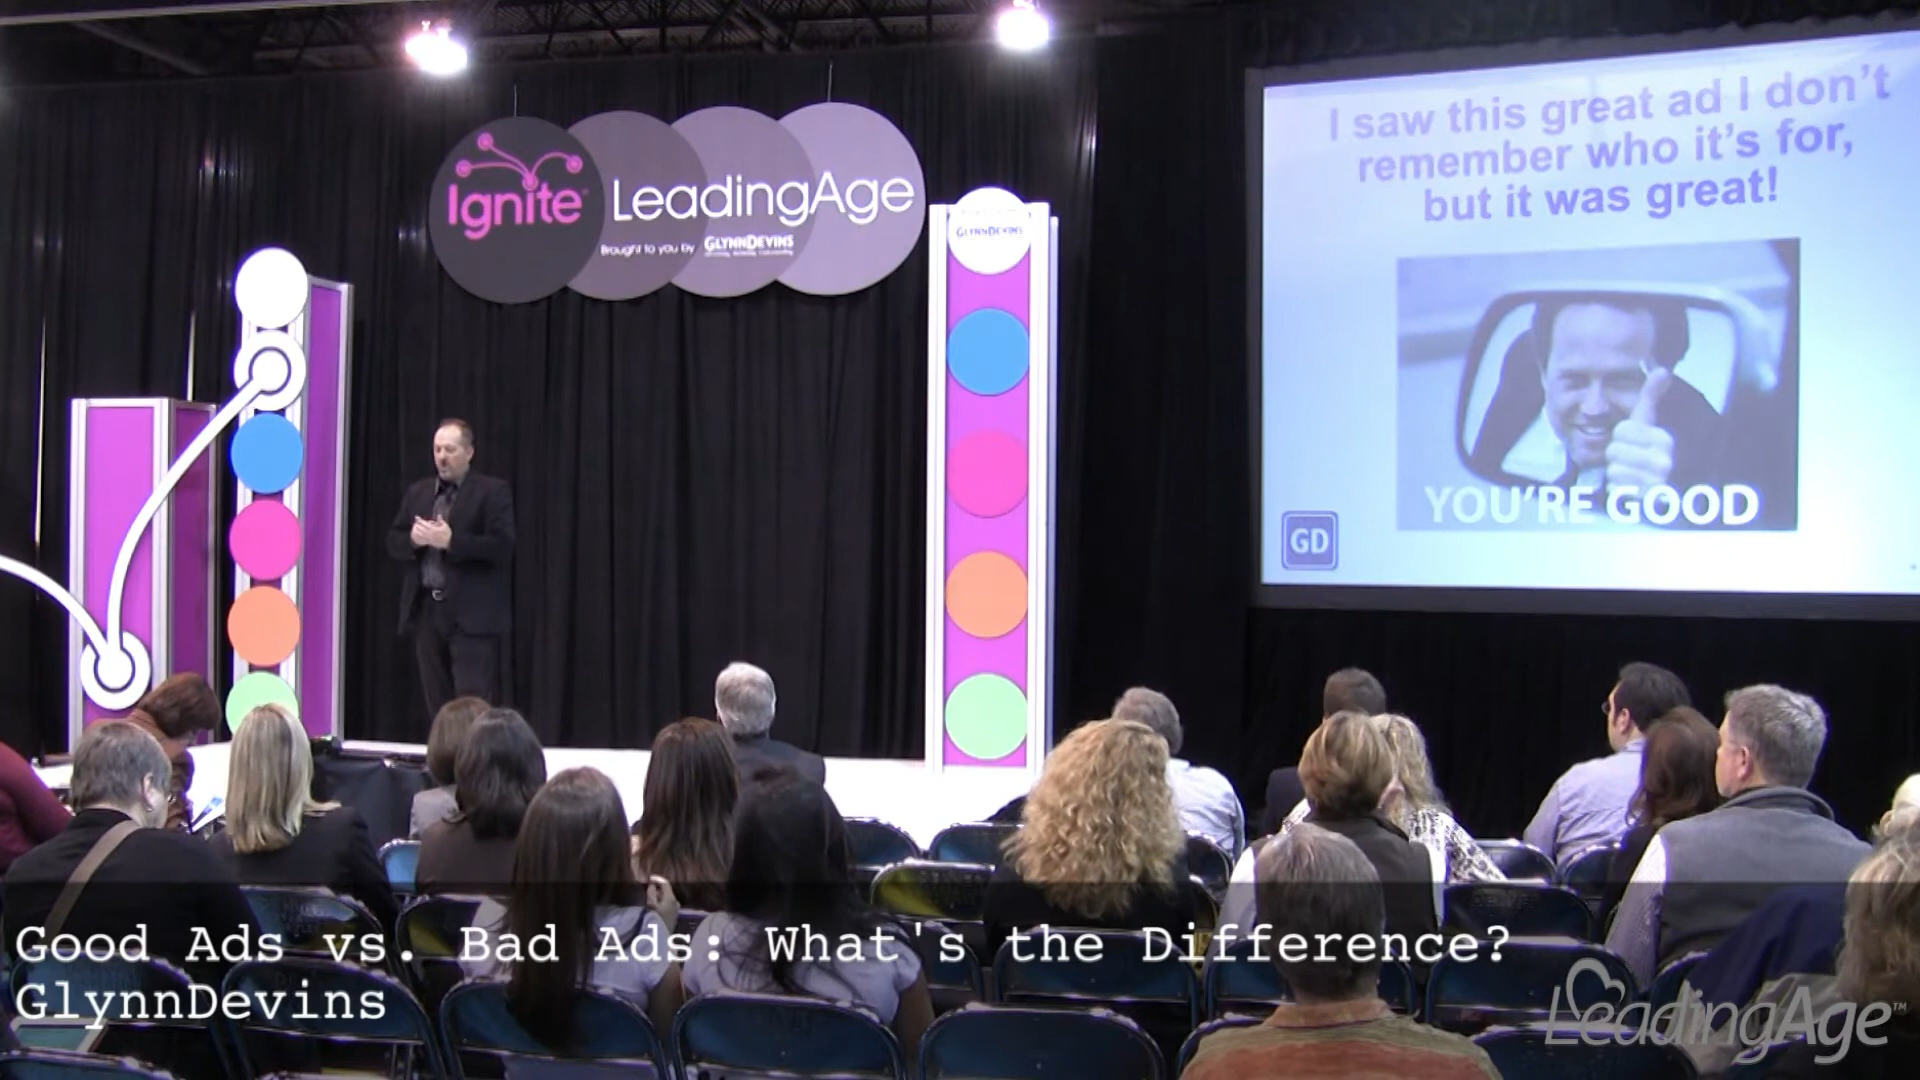 Ignite
LeadingAge
Brought to you by GLYNNDEVINS
GLYNNDEVINS
I saw this great ad I don't
remember who it's for,
but it was great!
YOU'RE GOOD
GD
Good Ads vs. Bad Ads: What's the Difference?
GlynnDevins
LeadingAge™